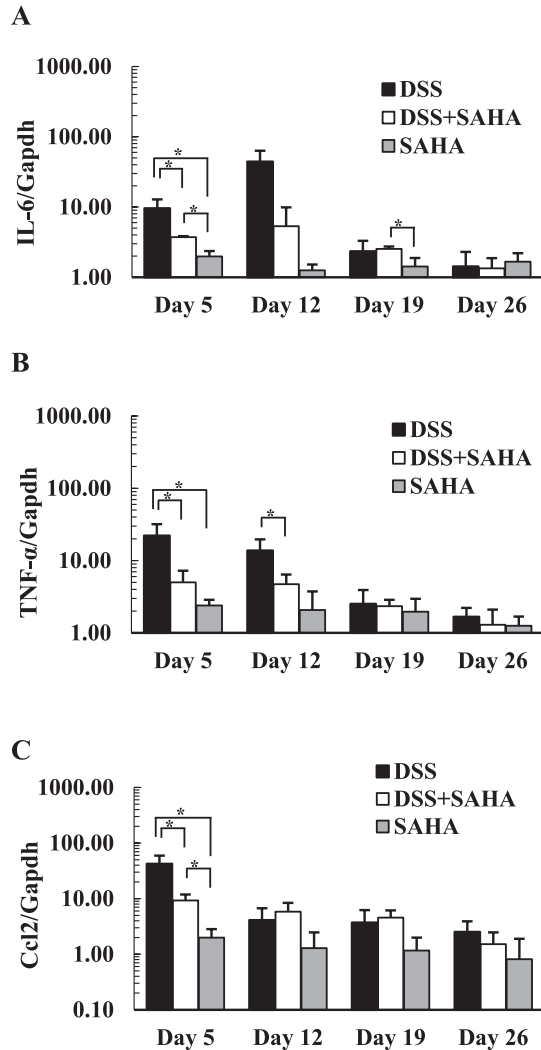 A
1000.00
100.00
10.00
1.00
IL-6/Gapdh
DSS
DSS+SAHA
SAHA
* * * *
Day 5 Day 12 Day 19 Day 26
B
1000.00
100.00
10.00
1.00
TNF-α/Gapdh
DSS
DSS+SAHA
SAHA
* * *
Day 5 Day 12 Day 19 Day 26
C
1000.00
100.00
10.00
1.00
0.10
Ccl2/Gapdh
DSS
DSS+SAHA
SAHA
* * *
Day 5 Day 12 Day 19 Day 26